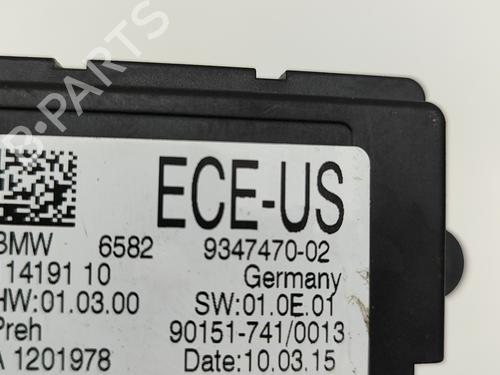 PARTS
ECE-US
BMW 6582 9347470-02
14191 10 Germany
HW:01.03.00 SW:01.0E.01
Preh 90151-741/0013
A 1201978 Date:10.03.15